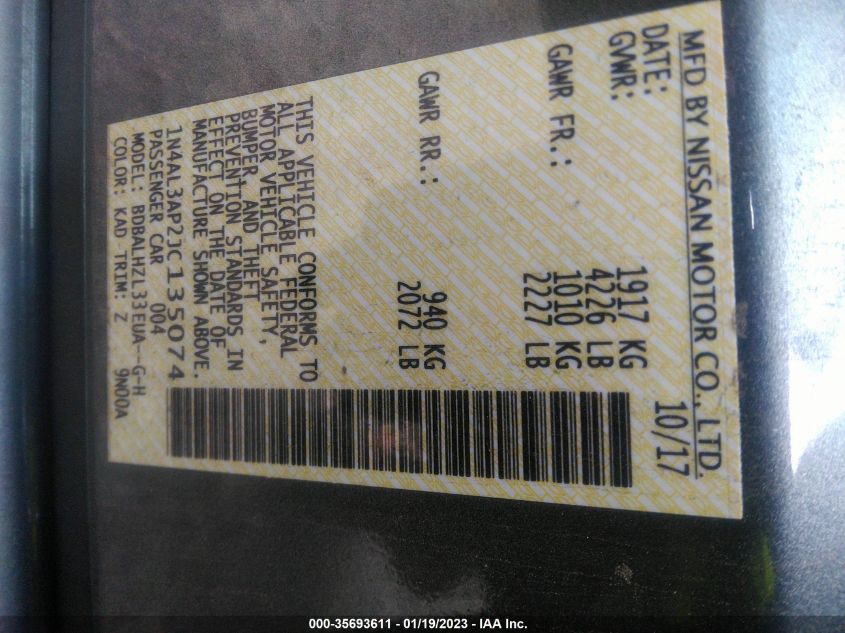 MFD BY NISSAN MOTOR CO., LTD.
DATE: 10/17
GVWR: 1917 KG
4226 LB
GAWR FR.: 1010 KG
2227 LB
GAWR RR.: 940 KG
2072 LB
THIS VEHICLE CONFORMS TO
ALL APPLICABLE FEDERAL
MOTOR VEHICLE SAFETY,
BUMPER, AND THEFT
PREVENTION STANDARDS IN
EFFECT ON THE DATE OF
MANUFACTURE SHOWN ABOVE.
1N4AL3AP2JC135074
PASSENGER CAR 004
MODEL: BDBALHZL33EUA--G-H
COLOR: KAD TRIM: Z 9N00A
000-35693611 - 01/19/2023 - IAA Inc.